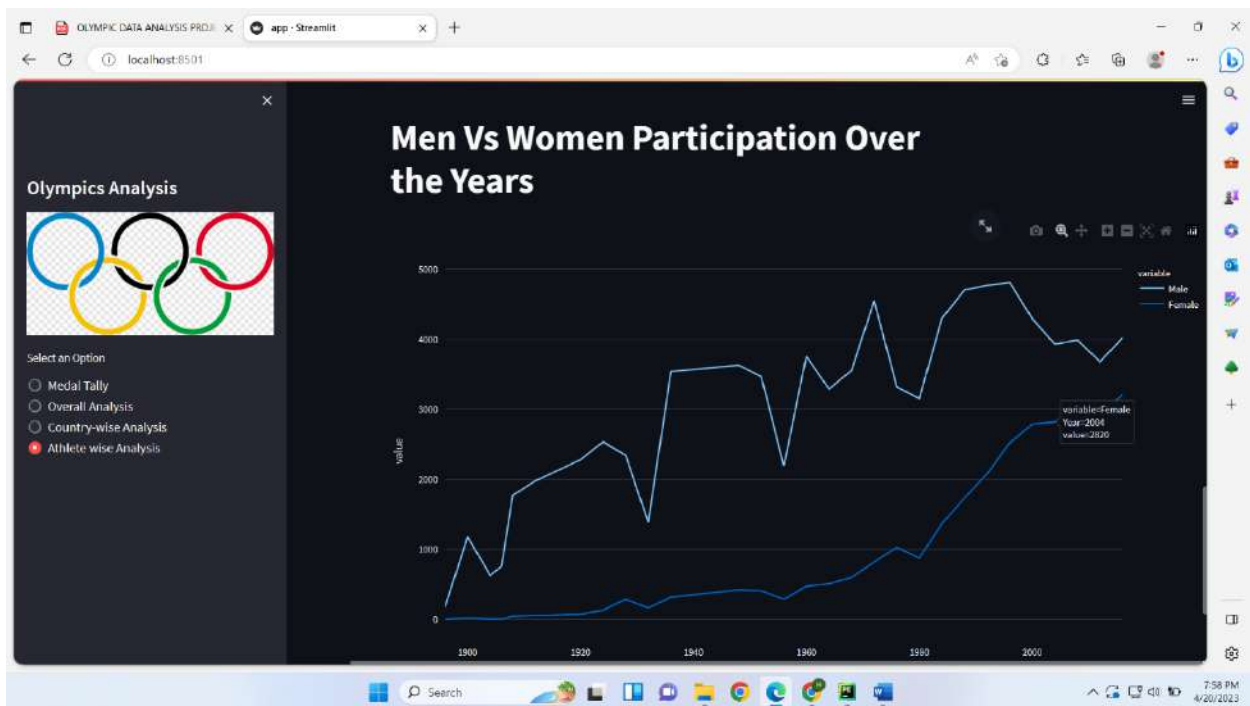 OLYMPIC DATA ANALYSIS PROJE
app · Streamlit
localhost:8501
Men Vs Women Participation Over
the Years
Olympics Analysis
Select an Option
Medal Tally
Overall Analysis
Country-wise Analysis
Athlete wise Analysis
variable
Male
Female
5000
4000
3000
2000
1000
0
value
variable=Female
Year=2004
value=2820
1900
1920
1940
1960
1980
2000
Search
7:58 PM
4/20/2023